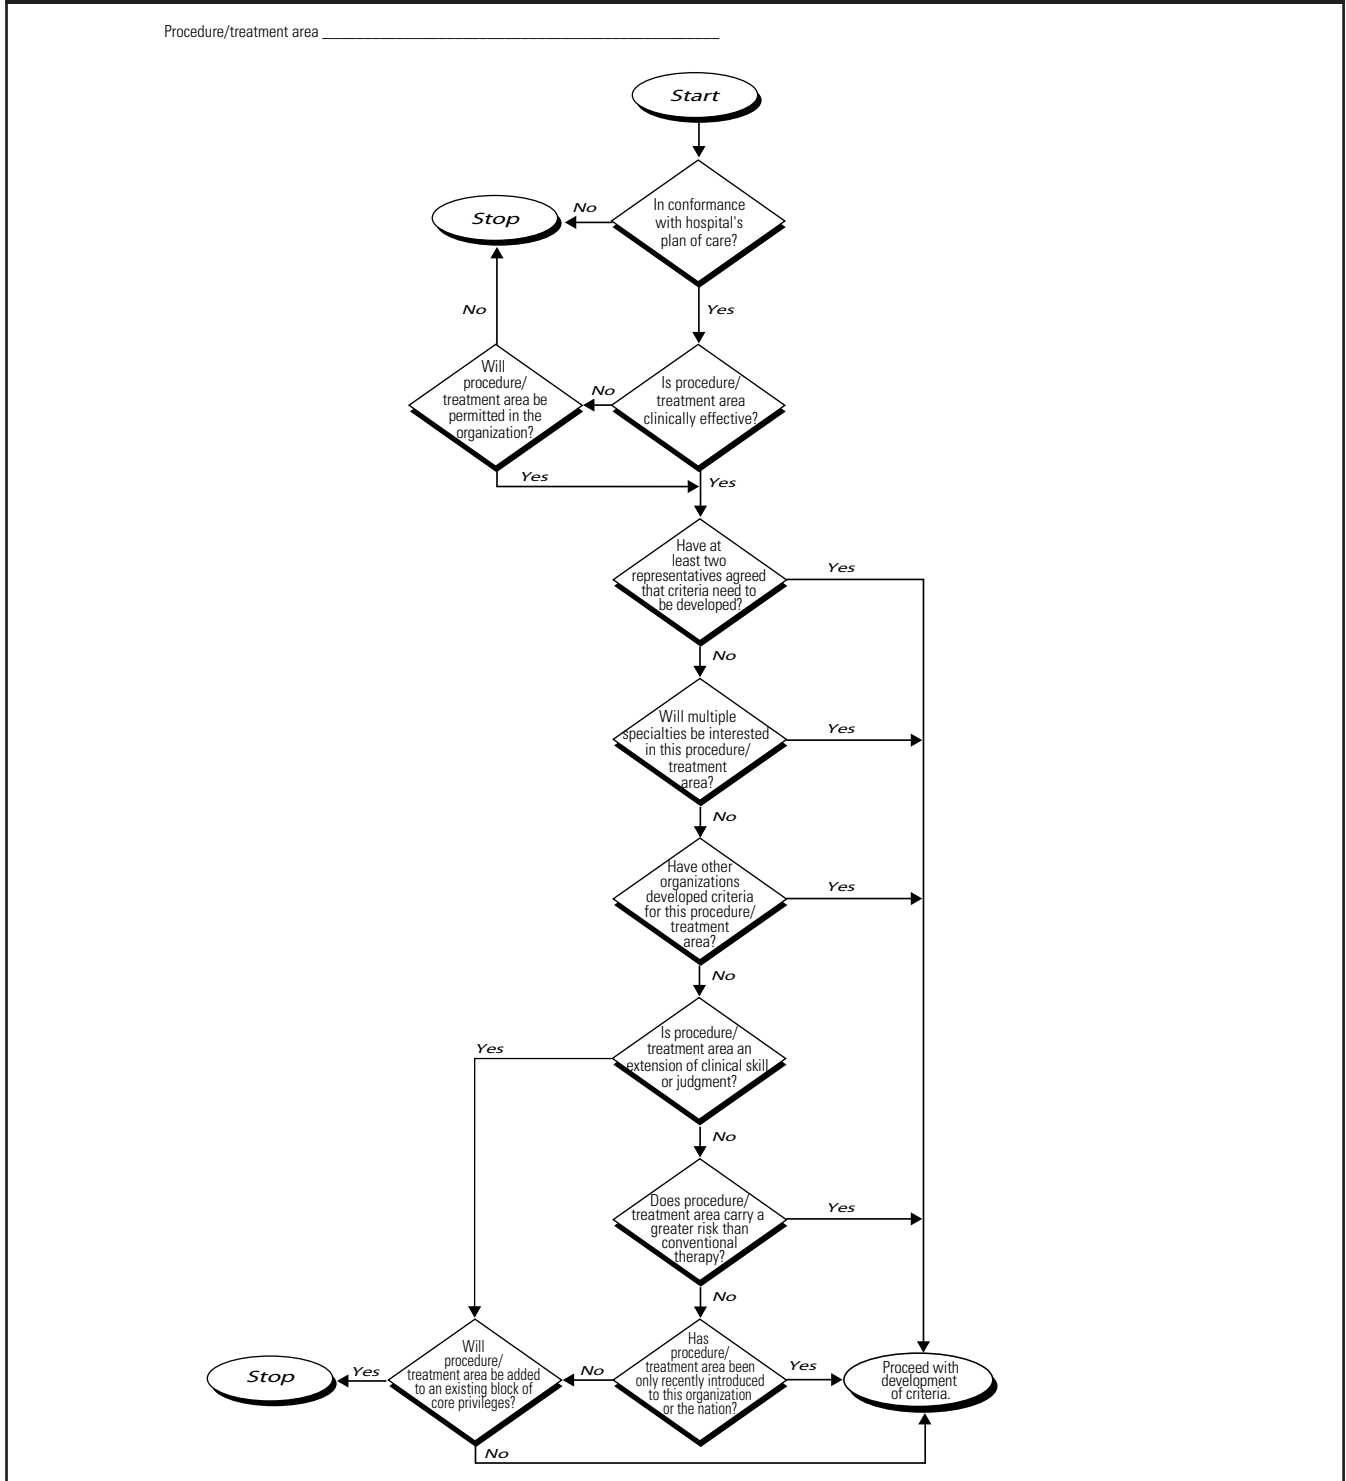 Procedure/treatment area ________________________________________________
Start
In conformance
with hospital's
plan of care?
No
Stop
Yes
No
Is procedure/
treatment area
clinically effective?
No
Will
procedure/
treatment area be
permitted in the
organization?
Yes
Yes
Have at
least two
representatives agreed
that criteria need to
be developed?
Yes
No
Will multiple
specialties be interested
in this procedure/
treatment
area?
Yes
No
Have other
organizations
developed criteria
for this procedure/
treatment
area?
Yes
No
Is procedure/
treatment area an
extension of clinical skill
or judgment?
Yes
No
Does procedure/
treatment area carry a
greater risk than
conventional
therapy?
Yes
No
Has
procedure/
treatment area been
only recently introduced
to this organization
or the nation?
Yes
Proceed with
development
of criteria.
No
Will
procedure/
treatment area be added
to an existing block of
core privileges?
Yes
Stop
No